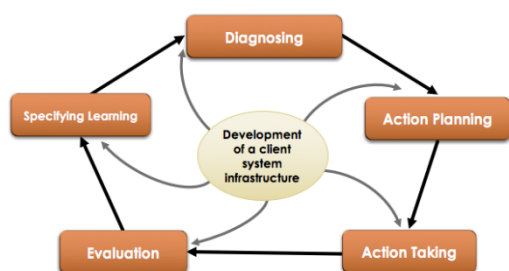 Diagnosing
Specifying Learning
Action Planning
Development
of a client
system
infrastructure
Evaluation
Action Taking